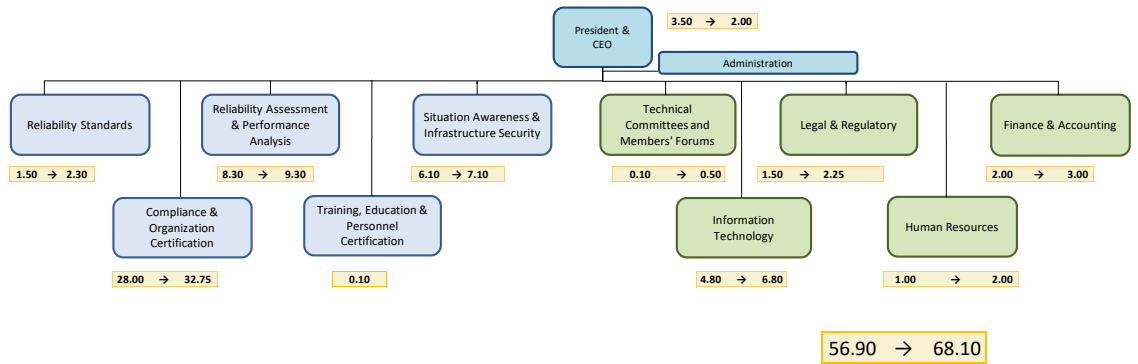 President &
CEO
3.50 → 2.00
Administration
Reliability Standards
Reliability Assessment
& Performance
Analysis
Situation Awareness &
Infrastructure Security
Technical
Committees and
Members' Forums
Legal & Regulatory
Finance & Accounting
1.50 → 2.30
8.30 → 9.30
6.10 → 7.10
0.10 → 0.50
1.50 → 2.25
2.00 → 3.00
Compliance &
Organization
Certification
Training, Education &
Personnel
Certification
Information
Technology
Human Resources
28.00 → 32.75
0.10
4.80 → 6.80
1.00 → 2.00
56.90 → 68.10